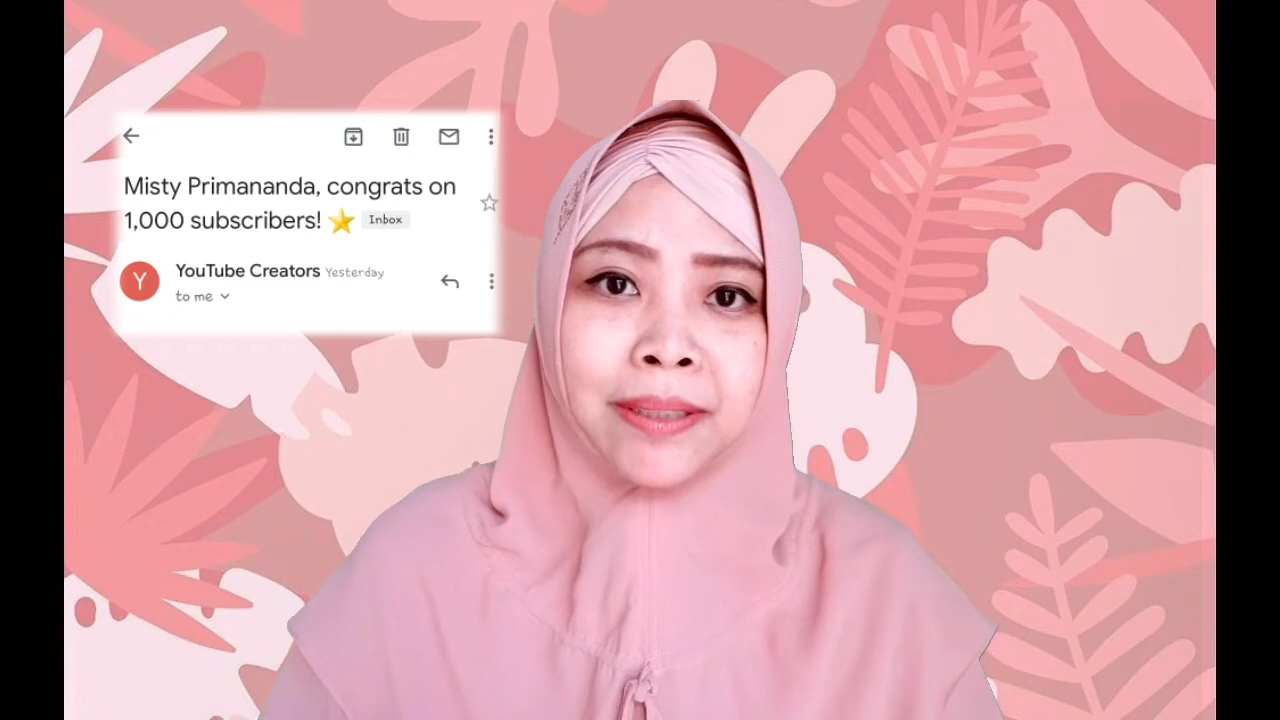 Misty Primananda, congrats on
1,000 subscribers! ⭐ Inbox
Y
YouTube Creators Yesterday
to me